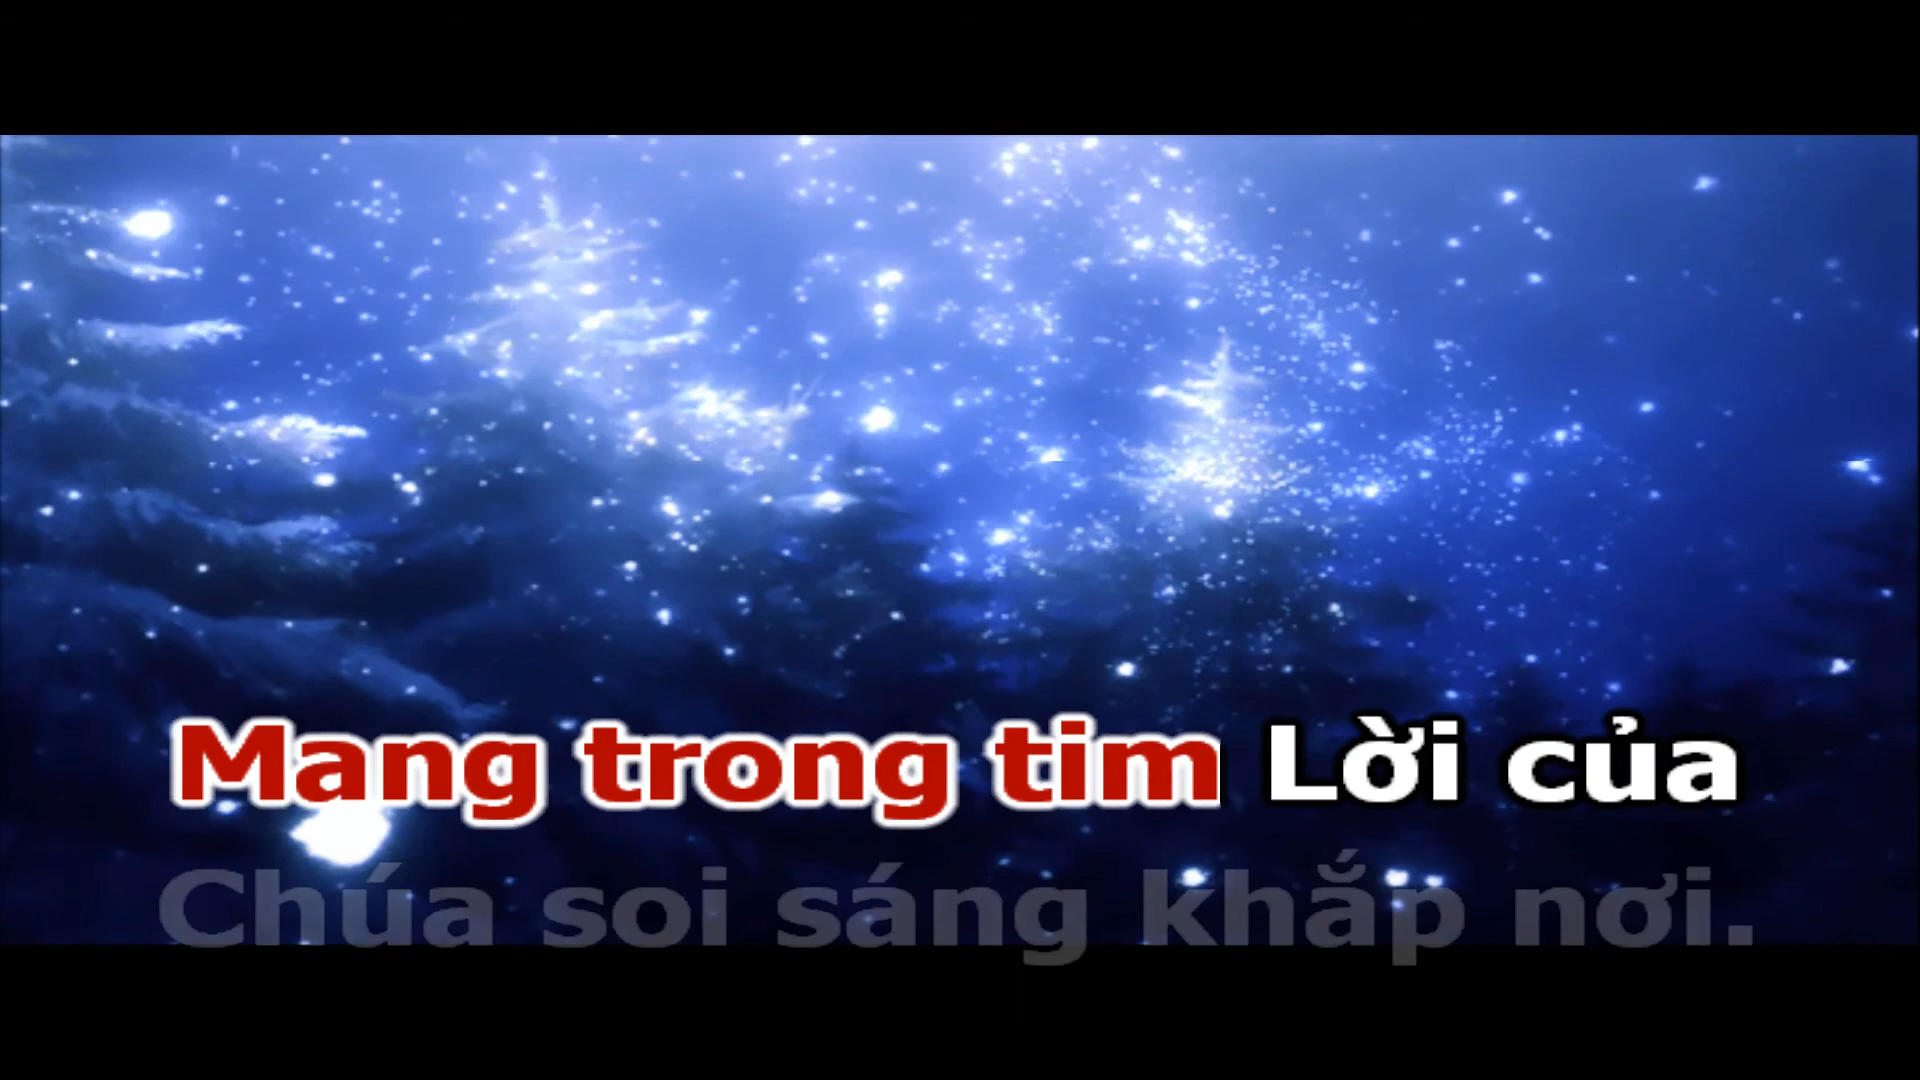 Mang trong tim Lời của
Chúa soi sáng khắp nơi.